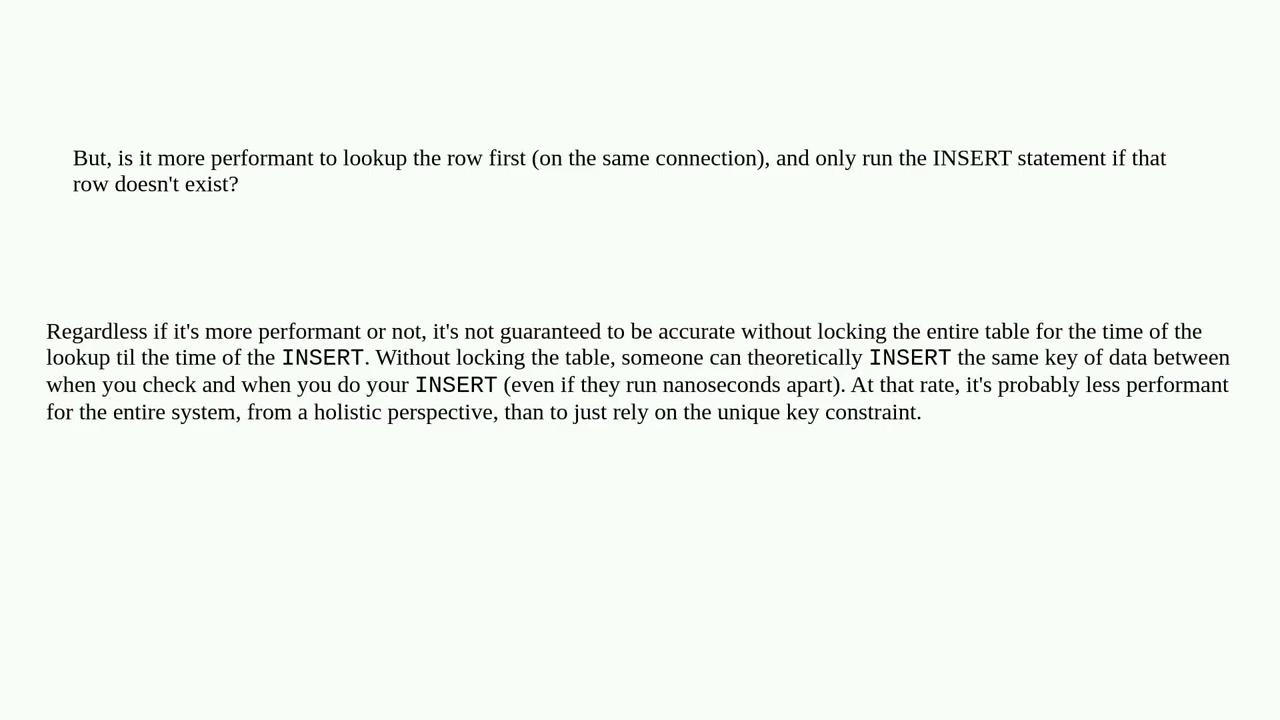 But, is it more performant to lookup the row first (on the same connection), and only run the INSERT statement if that
row doesn't exist?
Regardless if it's more performant or not, it's not guaranteed to be accurate without locking the entire table for the time of the
lookup til the time of the INSERT. Without locking the table, someone can theoretically INSERT the same key of data between
when you check and when you do your INSERT (even if they run nanoseconds apart). At that rate, it's probably less performant
for the entire system, from a holistic perspective, than to just rely on the unique key constraint.